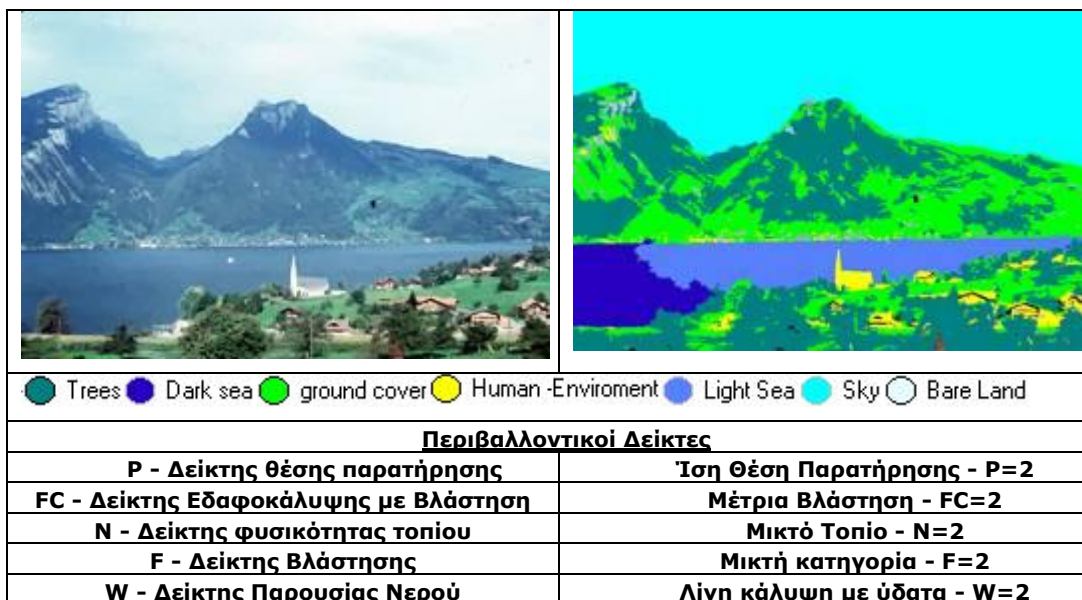 Trees Dark sea ground cover Human -Enviroment Light Sea Sky Bare Land
Περιβαλλοντικοί Δείκτες
P - Δείκτης θέσης παρατήρησης Ίση Θέση Παρατήρησης - P=2
FC - Δείκτης Εδαφοκάλυψης με Βλάστηση Μέτρια Βλάστηση - FC=2
N - Δείκτης φυσικότητας τοπίου Μικτό Τοπίο - N=2
F - Δείκτης Βλάστησης Μικτή κατηγορία - F=2
W - Δείκτης Παρουσίας Νερού Λίγη κάλυψη με ύδατα - W=2